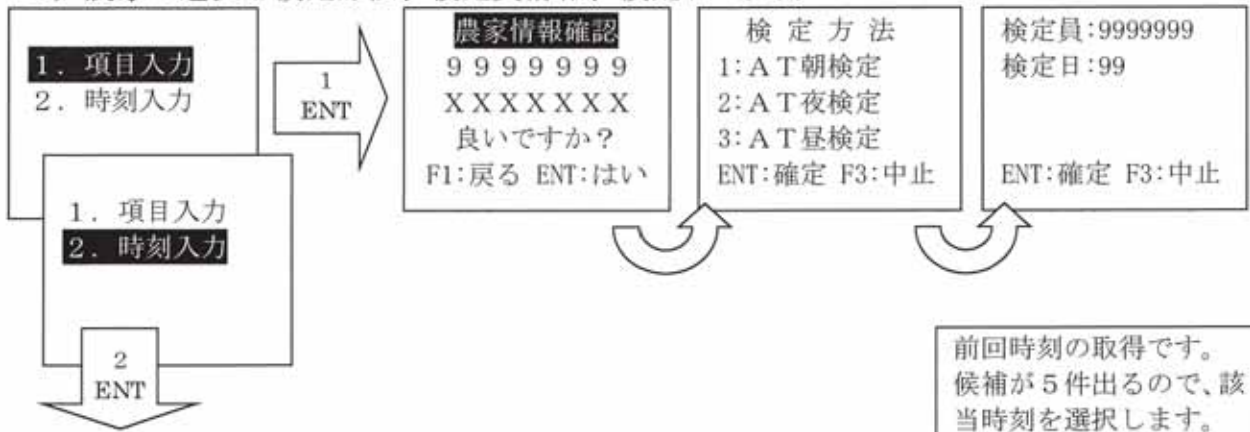 1．項目入力
2．時刻入力
1
ENT
農家情報確認
9999999
XXXXXXX
良いですか？
F1:戻る ENT:はい
検定方法
1:AT朝検定
2:AT夜検定
3:AT昼検定
ENT:確定 F3:中止
検定員:9999999
検定日:99
ENT:確定 F3:中止
1．項目入力
2．時刻入力
2
ENT
前回時刻の取得です。
候補が5件出るので、該
当時刻を選択します。